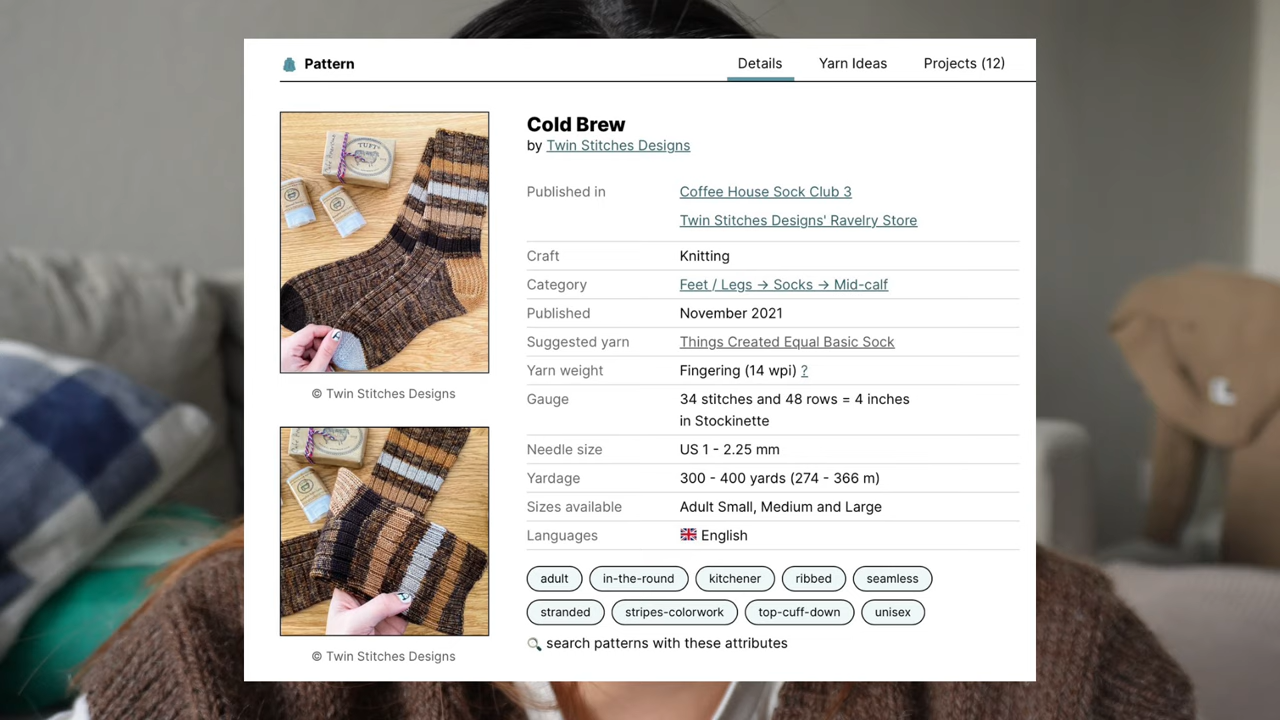 Pattern
Details
Yarn Ideas
Projects (12)
TUFT
© Twin Stitches Designs
© Twin Stitches Designs
Cold Brew
by Twin Stitches Designs
Published in
Coffee House Sock Club 3
Twin Stitches Designs' Ravelry Store
Craft
Knitting
Category
Feet / Legs → Socks → Mid-calf
Published
November 2021
Suggested yarn
Things Created Equal Basic Sock
Yarn weight
Fingering (14 wpi) ?
Gauge
34 stitches and 48 rows = 4 inches
in Stockinette
Needle size
US 1 - 2.25 mm
Yardage
300 - 400 yards (274 - 366 m)
Sizes available
Adult Small, Medium and Large
Languages
English
adult
in-the-round
kitchener
ribbed
seamless
stranded
stripes-colorwork
top-cuff-down
unisex
search patterns with these attributes